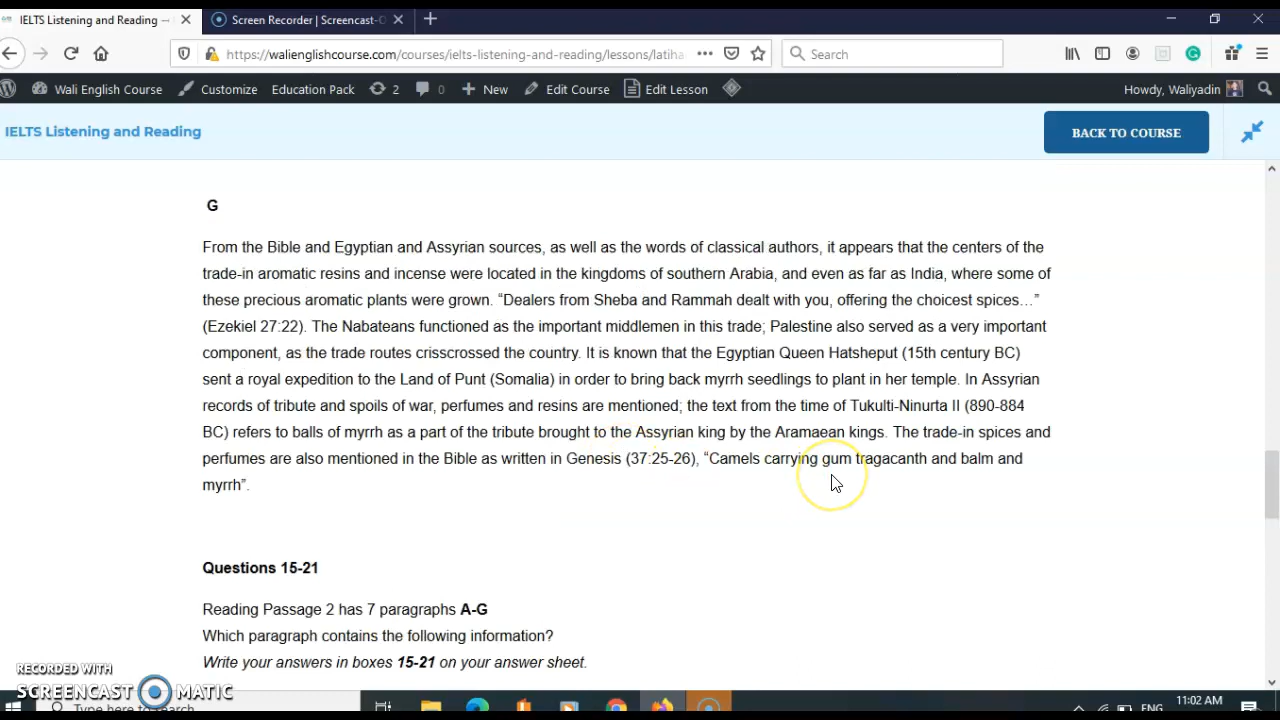 IELTS Listening and Reading —
Screen Recorder | Screencast-O
https://walienglishcourse.com/courses/ielts-listening-and-reading/lessons/latiha
Search
Wali English Course
Customize
Education Pack
2
0
New
Edit Course
Edit Lesson
Howdy, Waliyadin
IELTS Listening and Reading
BACK TO COURSE
G
From the Bible and Egyptian and Assyrian sources, as well as the words of classical authors, it appears that the centers of the
trade-in aromatic resins and incense were located in the kingdoms of southern Arabia, and even as far as India, where some of
these precious aromatic plants were grown. “Dealers from Sheba and Rammah dealt with you, offering the choicest spices…”
(Ezekiel 27:22). The Nabateans functioned as the important middlemen in this trade; Palestine also served as a very important
component, as the trade routes crisscrossed the country. It is known that the Egyptian Queen Hatsheput (15th century BC)
sent a royal expedition to the Land of Punt (Somalia) in order to bring back myrrh seedlings to plant in her temple. In Assyrian
records of tribute and spoils of war, perfumes and resins are mentioned; the text from the time of Tukulti-Ninurta II (890-884
BC) refers to balls of myrrh as a part of the tribute brought to the Assyrian king by the Aramaean kings. The trade-in spices and
perfumes are also mentioned in the Bible as written in Genesis (37:25-26), “Camels carrying gum tragacanth and balm and
myrrh”.
Questions 15-21
Reading Passage 2 has 7 paragraphs A-G
Which paragraph contains the following information?
Write your answers in boxes 15-21 on your answer sheet.
RECORDED WITH
SCREENCAST MATIC
Type here to search
ENG
11:02 AM